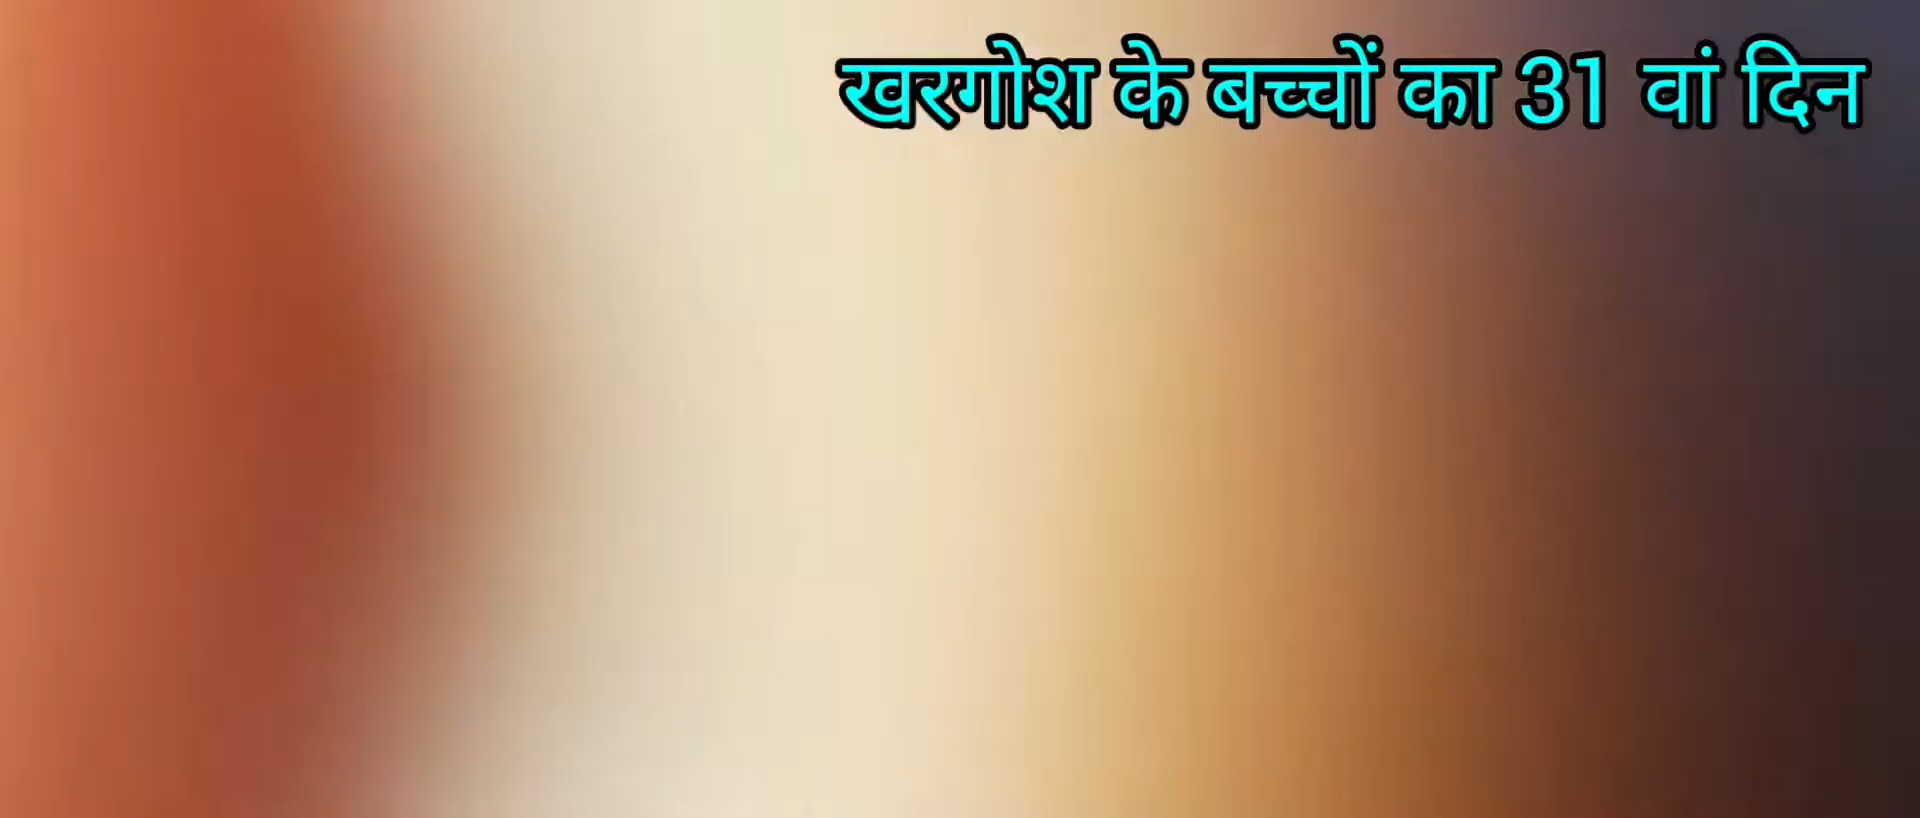 खरगोश के बच्चों का 31 वां दिन